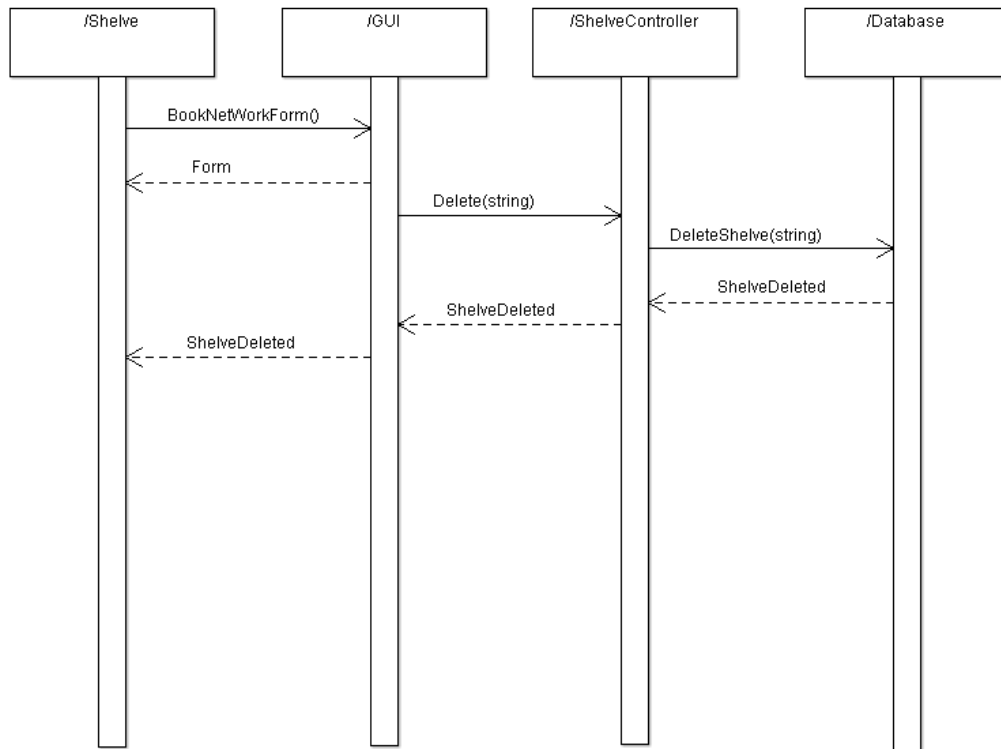 /Shelve
/GUI
/ShelveController
/Database
BookNetWorkForm()
Form
Delete(string)
DeleteShelve(string)
ShelveDeleted
ShelveDeleted
ShelveDeleted